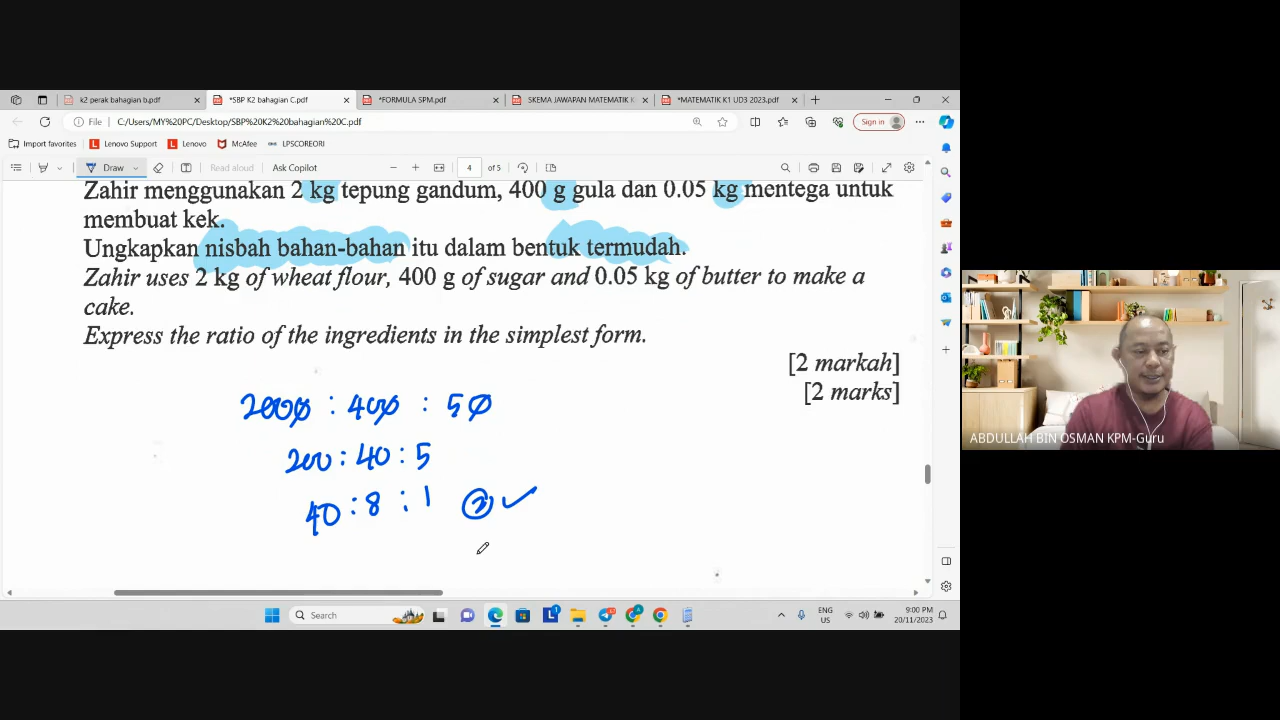 k2 perak bahagian b.pdf
*SBP K2 bahagian C.pdf
*FORMULA SPM.pdf
SKEMA JAWAPAN MATEMATIK K
*MATEMATIK K1 UD3 2023.pdf
File
C:/Users/MY%20PC/Desktop/SBP%20K2%20bahagian%20C.pdf
Sign in
Import favorites
Lenovo Support
Lenovo
McAfee
LPSCOREORI
Draw
Read aloud
Ask Copilot
4 of 5
Zahir menggunakan 2 kg tepung gandum, 400 g gula dan 0.05 kg mentega untuk
membuat kek.
Ungkapkan nisbah bahan-bahan itu dalam bentuk termudah.
Zahir uses 2 kg of wheat flour, 400 g of sugar and 0.05 kg of butter to make a
cake.
Express the ratio of the ingredients in the simplest form.
[2 markah]
[2 marks]
2000 : 400 : 50
200 : 40 : 5
40 : 8 : 1
ABDULLAH BIN OSMAN KPM-Guru
Search
ENG
US
9:00 PM
20/11/2023